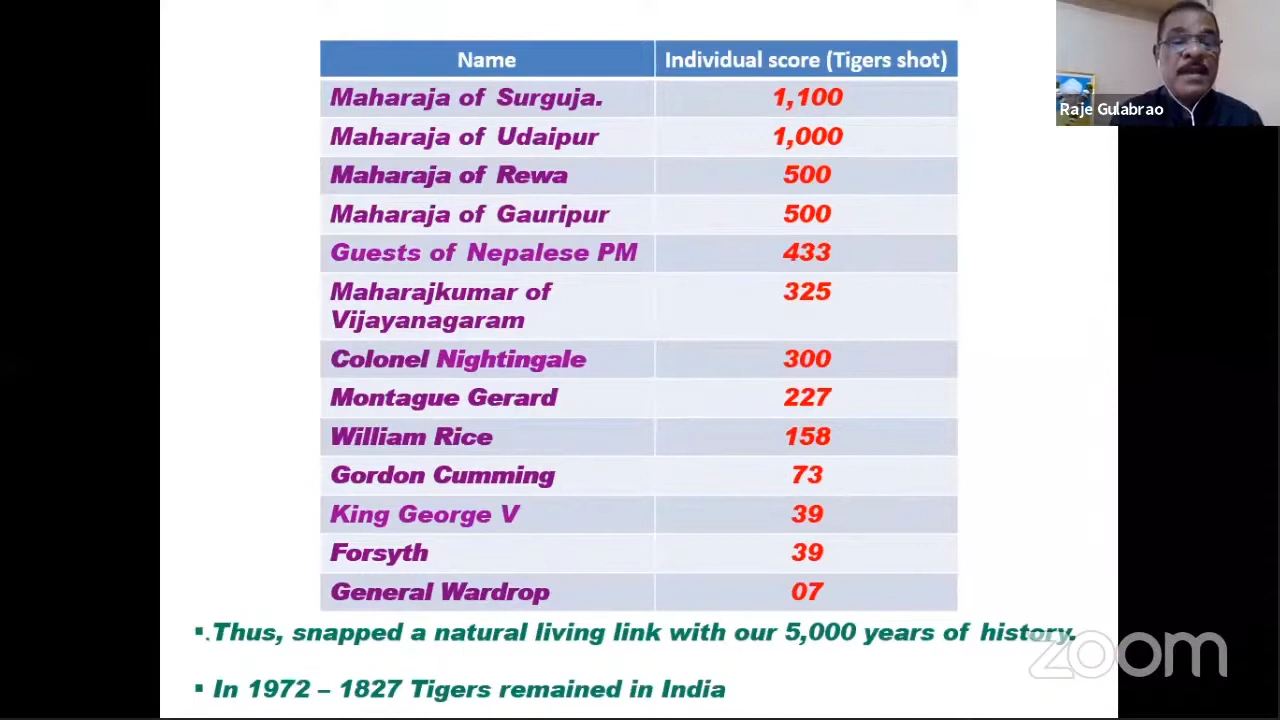 Name Individual score (Tigers shot)
Maharaja of Surguja. 1,100
Maharaja of Udaipur 1,000
Maharaja of Rewa 500
Maharaja of Gauripur 500
Guests of Nepalese PM 433
Maharajkumar of 325
Vijayanagaram
Colonel Nightingale 300
Montague Gerard 227
William Rice 158
Gordon Cumming 73
King George V 39
Forsyth 39
General Wardrop 07
▪.Thus, snapped a natural living link with our 5,000 years of history.
▪ In 1972 – 1827 Tigers remained in India
Raje Gulabrao
zoom